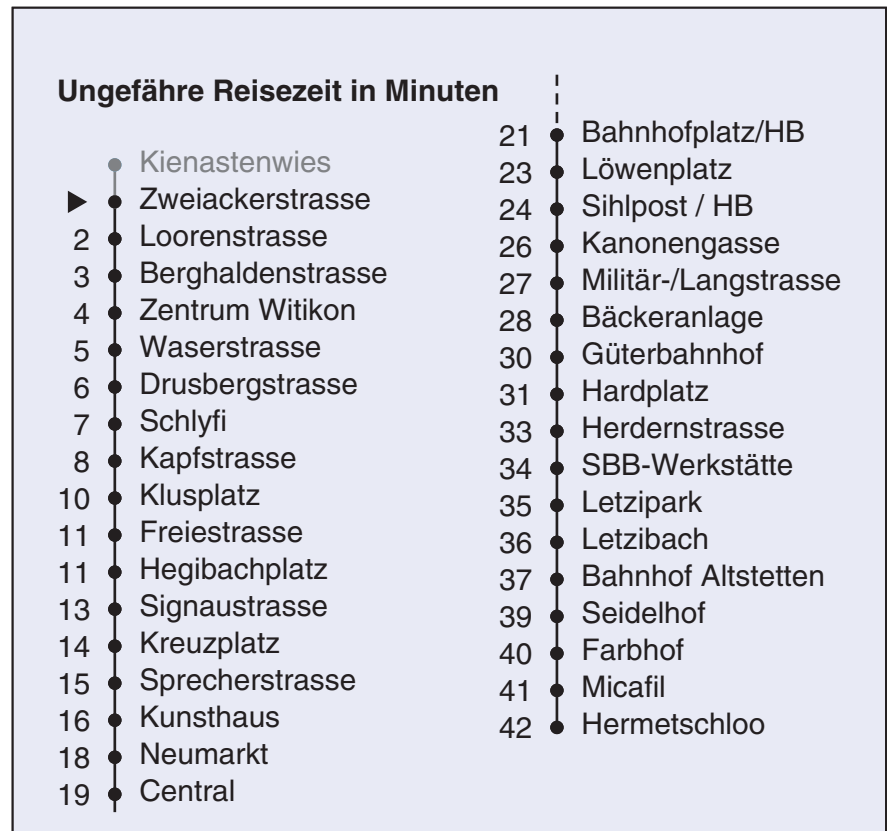 Ungefähre Reisezeit in Minuten
Kienastenwies
Zweiackerstrasse
2 Loorenstrasse
3 Berghaldenstrasse
4 Zentrum Witikon
5 Waserstrasse
6 Drusbergstrasse
7 Schlyfi
8 Kapfstrasse
10 Klusplatz
11 Freiestrasse
11 Hegibachplatz
13 Signaustrasse
14 Kreuzplatz
15 Sprecherstrasse
16 Kunsthaus
18 Neumarkt
19 Central
21 Bahnhofplatz/HB
23 Löwenplatz
24 Sihlpost / HB
26 Kanonengasse
27 Militär-/Langstrasse
28 Bäckeranlage
30 Güterbahnhof
31 Hardplatz
33 Herdernstrasse
34 SBB-Werkstätte
35 Letzipark
36 Letzibach
37 Bahnhof Altstetten
39 Seidelhof
40 Farbhof
41 Micafil
42 Hermetschloo